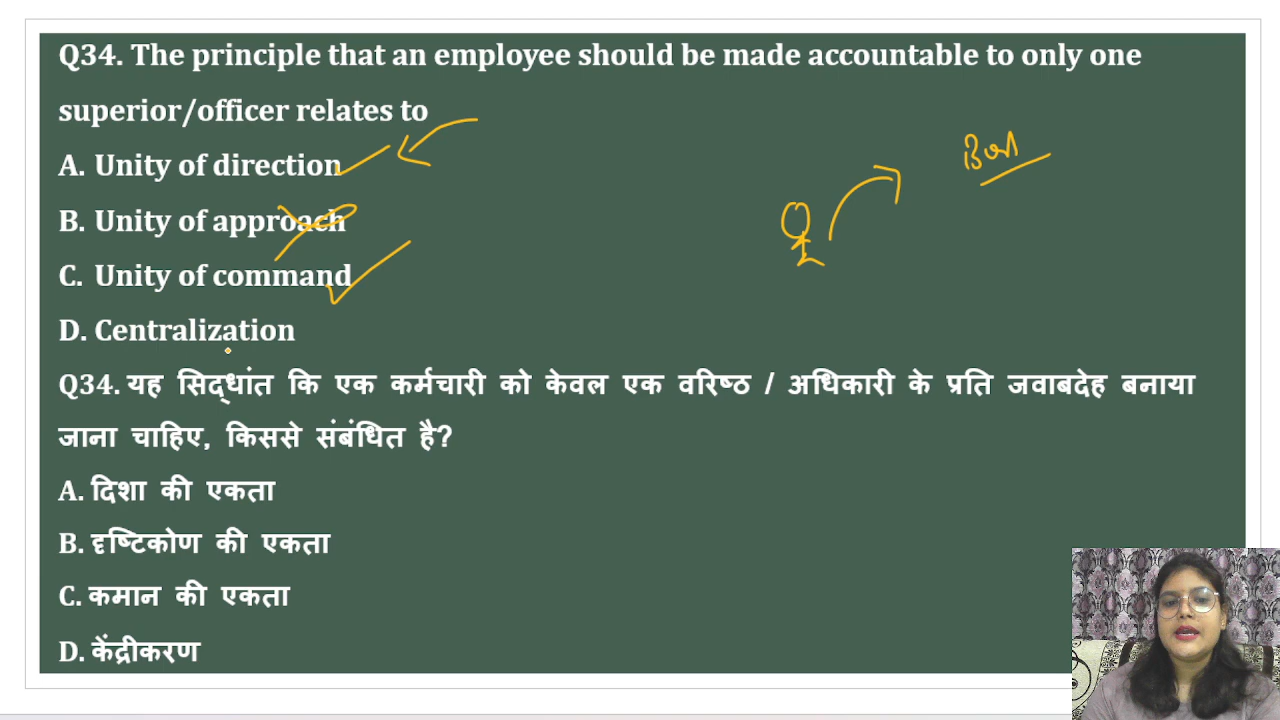 Q34. The principle that an employee should be made accountable to only one
superior/officer relates to
A. Unity of direction
B. Unity of approach
C. Unity of command
D. Centralization
Q34. यह सिद्धांत कि एक कर्मचारी को केवल एक वरिष्ठ / अधिकारी के प्रति जवाबदेह बनाया
जाना चाहिए, किससे संबंधित है?
A. दिशा की एकता
B. दृष्टिकोण की एकता
C. कमान की एकता
D. केंद्रीकरण